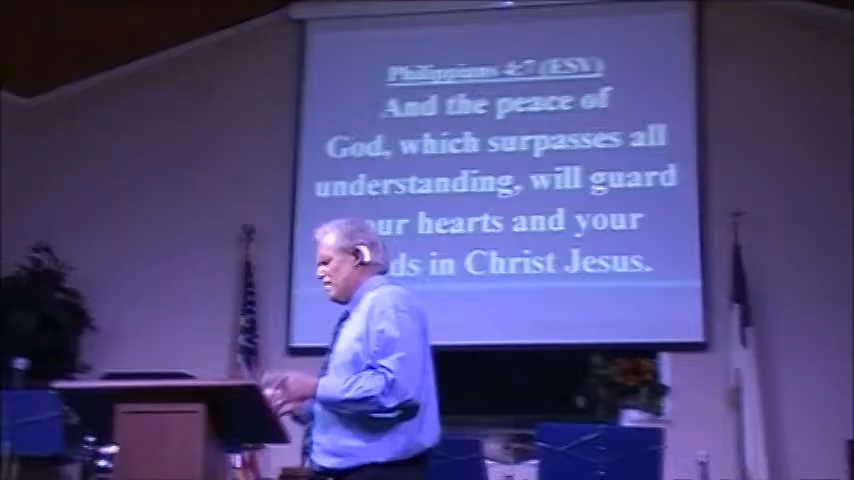 Philippians 4:7 (ESV)
And the peace of
God, which surpasses all
understanding, will guard
hearts and your
in Christ Jesus.